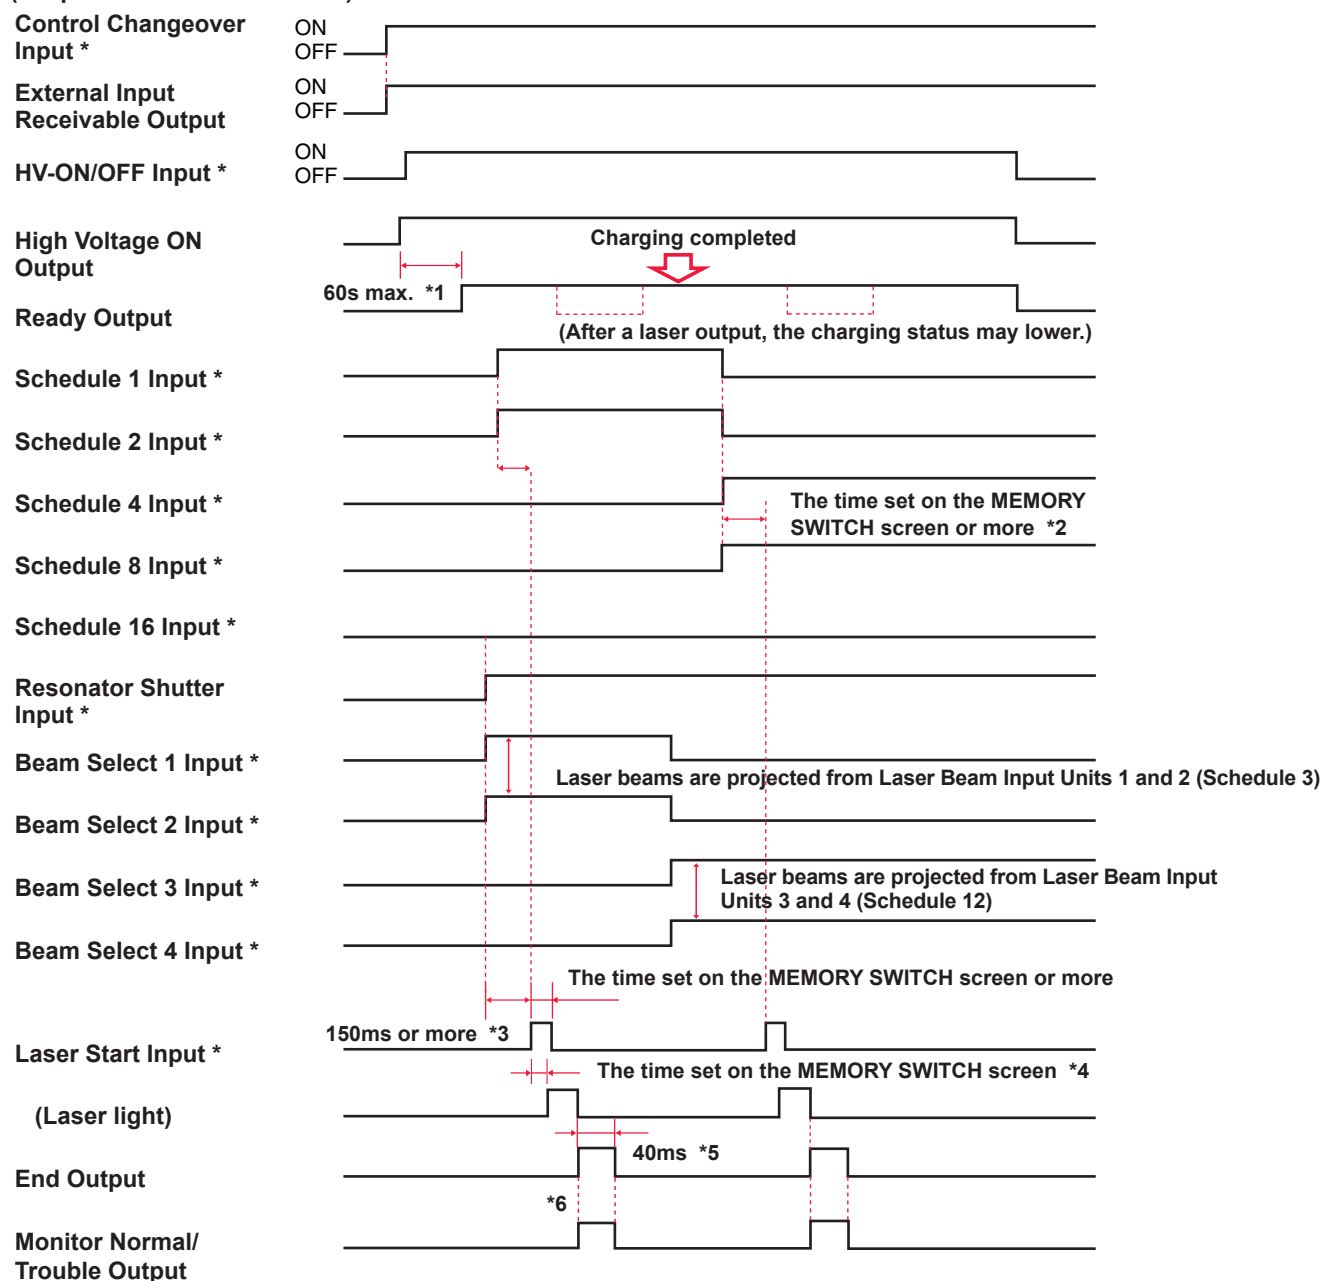 Control Changeover
Input *
ON
OFF
External Input
Receivable Output
ON
OFF
HV-ON/OFF Input *
ON
OFF
High Voltage ON
Output
Charging completed
60s max. *1
Ready Output
(After a laser output, the charging status may lower.)
Schedule 1 Input *
Schedule 2 Input *
Schedule 4 Input *
The time set on the MEMORY
SWITCH screen or more *2
Schedule 8 Input *
Schedule 16 Input *
Resonator Shutter
Input *
Beam Select 1 Input *
Laser beams are projected from Laser Beam Input Units 1 and 2 (Schedule 3)
Beam Select 2 Input *
Beam Select 3 Input *
Laser beams are projected from Laser Beam Input
Units 3 and 4 (Schedule 12)
Beam Select 4 Input *
The time set on the MEMORY SWITCH screen or more
150ms or more *3
Laser Start Input *
The time set on the MEMORY SWITCH screen *4
(Laser light)
40ms *5
End Output
*6
Monitor Normal/
Trouble Output